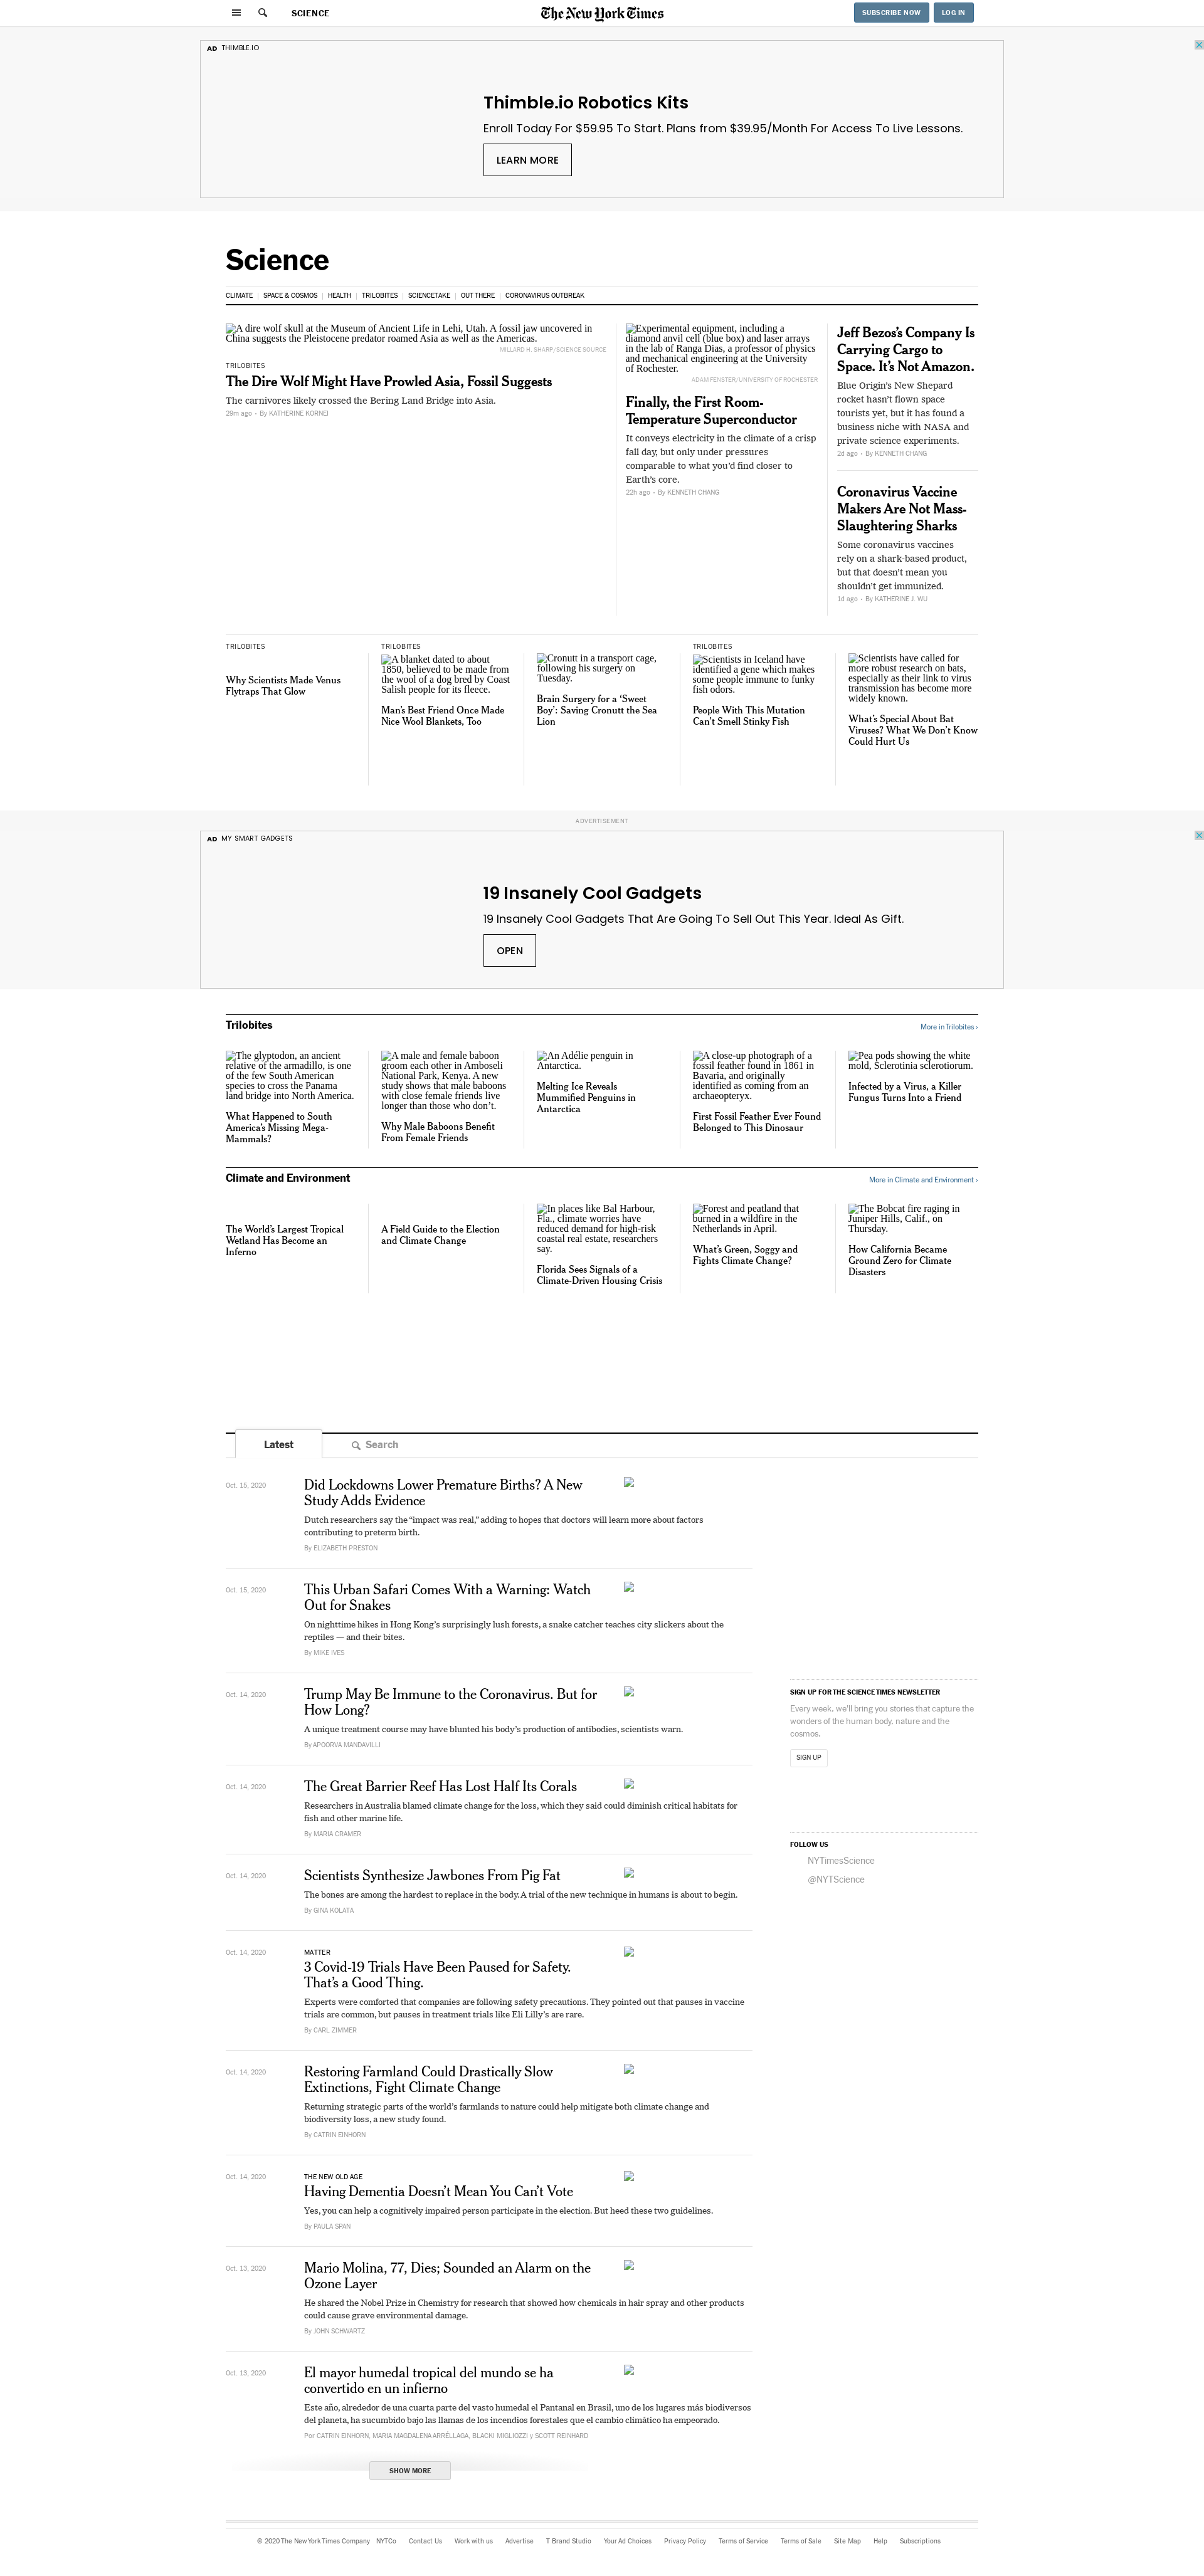 SCIENCE
The New York Times
SUBSCRIBE NOW
LOG IN
AD THIMBLE.IO
Thimble.io Robotics Kits
Enroll Today For $59.95 To Start. Plans from $39.95/Month For Access To Live Lessons.
LEARN MORE
Science
CLIMATE
SPACE & COSMOS
HEALTH
TRILOBITES
SCIENCETAKE
OUT THERE
CORONAVIRUS OUTBREAK
A dire wolf skull at the Museum of Ancient Life in Lehi, Utah. A fossil jaw uncovered in
China suggests the Pleistocene predator roamed Asia as well as the Americas.
MILLARD H. SHARP/SCIENCE SOURCE
TRILOBITES
The Dire Wolf Might Have Prowled Asia, Fossil Suggests
The carnivores likely crossed the Bering Land Bridge into Asia.
29m ago • By KATHERINE KORNEI
Experimental equipment, including a
diamond anvil cell (blue box) and laser arrays
in the lab of Ranga Dias, a professor of physics
and mechanical engineering at the University
of Rochester.
ADAM FENSTER/UNIVERSITY OF ROCHESTER
Finally, the First Room-
Temperature Superconductor
It conveys electricity in the climate of a crisp
fall day, but only under pressures
comparable to what you'd find closer to
Earth's core.
22h ago • By KENNETH CHANG
Jeff Bezos's Company Is
Carrying Cargo to
Space. It's Not Amazon.
Blue Origin's New Shepard
rocket hasn't flown space
tourists yet, but it has found a
business niche with NASA and
private science experiments.
2d ago • By KENNETH CHANG
Coronavirus Vaccine
Makers Are Not Mass-
Slaughtering Sharks
Some coronavirus vaccines
rely on a shark-based product,
but that doesn't mean you
shouldn't get immunized.
1d ago • By KATHERINE J. WU
TRILOBITES
Why Scientists Made Venus
Flytraps That Glow
TRILOBITES
A blanket dated to about
1850, believed to be made from
the wool of a dog bred by Coast
Salish people for its fleece.
Man's Best Friend Once Made
Nice Wool Blankets, Too
Cronutt in a transport cage,
following his surgery on
Tuesday.
Brain Surgery for a 'Sweet
Boy': Saving Cronutt the Sea
Lion
TRILOBITES
Scientists in Iceland have
identified a gene which makes
some people immune to funky
fish odors.
People With This Mutation
Can't Smell Stinky Fish
Scientists have called for
more robust research on bats,
especially as their link to virus
transmission has become more
widely known.
What's Special About Bat
Viruses? What We Don't Know
Could Hurt Us
ADVERTISEMENT
AD MY SMART GADGETS
19 Insanely Cool Gadgets
19 Insanely Cool Gadgets That Are Going To Sell Out This Year. Ideal As Gift.
OPEN
Trilobites
More in Trilobites ›
The glyptodon, an ancient
relative of the armadillo, is one
of the few South American
species to cross the Panama
land bridge into North America.
What Happened to South
America's Missing Mega-
Mammals?
A male and female baboon
groom each other in Amboseli
National Park, Kenya. A new
study shows that male baboons
with close female friends live
longer than those who don't.
Why Male Baboons Benefit
From Female Friends
An Adélie penguin in
Antarctica.
Melting Ice Reveals
Mummified Penguins in
Antarctica
A close-up photograph of a
fossil feather found in 1861 in
Bavaria, and originally
identified as coming from an
archaeopteryx.
First Fossil Feather Ever Found
Belonged to This Dinosaur
Pea pods showing the white
mold, Sclerotinia sclerotiorum.
Infected by a Virus, a Killer
Fungus Turns Into a Friend
Climate and Environment
More in Climate and Environment ›
The World's Largest Tropical
Wetland Has Become an
Inferno
A Field Guide to the Election
and Climate Change
In places like Bal Harbour,
Fla., climate worries have
reduced demand for high-risk
coastal real estate, researchers
say.
Florida Sees Signals of a
Climate-Driven Housing Crisis
Forest and peatland that
burned in a wildfire in the
Netherlands in April.
What's Green, Soggy and
Fights Climate Change?
The Bobcat fire raging in
Juniper Hills, Calif., on
Thursday.
How California Became
Ground Zero for Climate
Disasters
Latest
Search
Oct. 15, 2020
Did Lockdowns Lower Premature Births? A New
Study Adds Evidence
Dutch researchers say the "impact was real," adding to hopes that doctors will learn more about factors
contributing to preterm birth.
By ELIZABETH PRESTON
Oct. 15, 2020
This Urban Safari Comes With a Warning: Watch
Out for Snakes
On nighttime hikes in Hong Kong's surprisingly lush forests, a snake catcher teaches city slickers about the
reptiles — and their bites.
By MIKE IVES
Oct. 14, 2020
Trump May Be Immune to the Coronavirus. But for
How Long?
A unique treatment course may have blunted his body's production of antibodies, scientists warn.
By APOORVA MANDAVILLI
Oct. 14, 2020
The Great Barrier Reef Has Lost Half Its Corals
Researchers in Australia blamed climate change for the loss, which they said could diminish critical habitats for
fish and other marine life.
By MARIA CRAMER
Oct. 14, 2020
Scientists Synthesize Jawbones From Pig Fat
The bones are among the hardest to replace in the body. A trial of the new technique in humans is about to begin.
By GINA KOLATA
Oct. 14, 2020
MATTER
3 Covid-19 Trials Have Been Paused for Safety.
That's a Good Thing.
Experts were comforted that companies are following safety precautions. They pointed out that pauses in vaccine
trials are common, but pauses in treatment trials like Eli Lilly's are rare.
By CARL ZIMMER
Oct. 14, 2020
Restoring Farmland Could Drastically Slow
Extinctions, Fight Climate Change
Returning strategic parts of the world's farmlands to nature could help mitigate both climate change and
biodiversity loss, a new study found.
By CATRIN EINHORN
Oct. 14, 2020
THE NEW OLD AGE
Having Dementia Doesn't Mean You Can't Vote
Yes, you can help a cognitively impaired person participate in the election. But heed these two guidelines.
By PAULA SPAN
Oct. 13, 2020
Mario Molina, 77, Dies; Sounded an Alarm on the
Ozone Layer
He shared the Nobel Prize in Chemistry for research that showed how chemicals in hair spray and other products
could cause grave environmental damage.
By JOHN SCHWARTZ
Oct. 13, 2020
El mayor humedal tropical del mundo se ha
convertido en un infierno
Este año, alrededor de una cuarta parte del vasto humedal el Pantanal en Brasil, uno de los lugares más biodiversos
del planeta, ha sucumbido bajo las llamas de los incendios forestales que el cambio climático ha empeorado.
Por CATRIN EINHORN, MARIA MAGDALENA ARRÉLLAGA, BLACKI MIGLIOZZI y SCOTT REINHARD
SHOW MORE
SIGN UP FOR THE SCIENCE TIMES NEWSLETTER
Every week, we'll bring you stories that capture the
wonders of the human body, nature and the
cosmos.
SIGN UP
FOLLOW US
NYTimesScience
@NYTScience
© 2020 The New York Times Company
NYTCo
Contact Us
Work with us
Advertise
T Brand Studio
Your Ad Choices
Privacy Policy
Terms of Service
Terms of Sale
Site Map
Help
Subscriptions